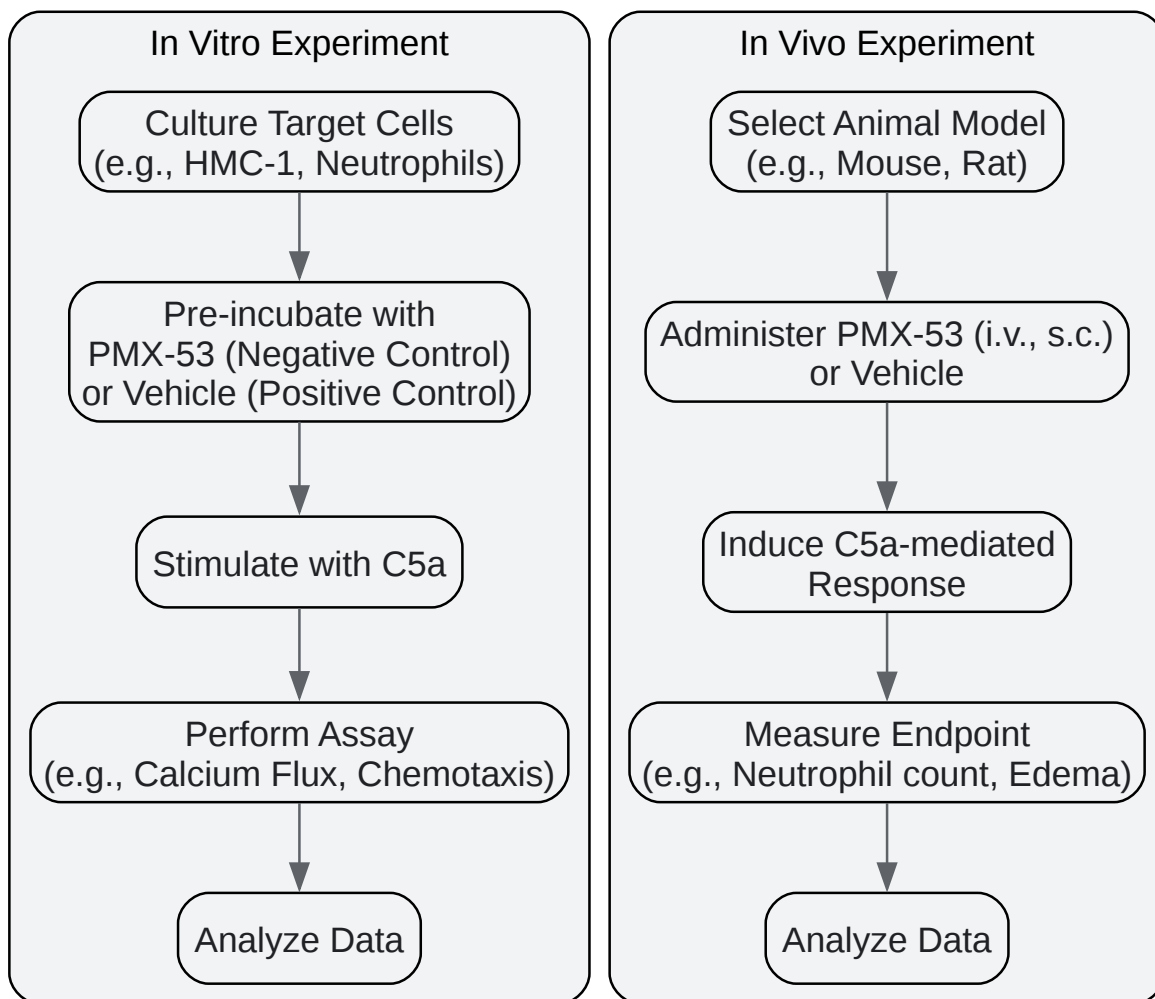 In Vitro Experiment
Culture Target Cells
(e.g., HMC-1, Neutrophils)
Pre-incubate with
PMX-53 (Negative Control)
or Vehicle (Positive Control)
Stimulate with C5a
Perform Assay
(e.g., Calcium Flux, Chemotaxis)
Analyze Data
In Vivo Experiment
Select Animal Model
(e.g., Mouse, Rat)
Administer PMX-53 (i.v., s.c.)
or Vehicle
Induce C5a-mediated
Response
Measure Endpoint
(e.g., Neutrophil count, Edema)
Analyze Data